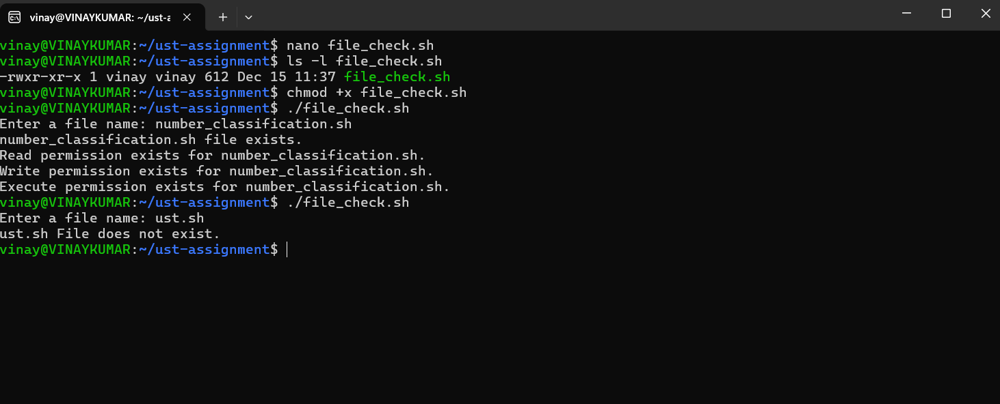 vinay@VINAYKUMAR: ~/ust-a
vinay@VINAYKUMAR:~/ust-assignment$ nano file_check.sh
vinay@VINAYKUMAR:~/ust-assignment$ ls -l file_check.sh
-rwxr-xr-x 1 vinay vinay 612 Dec 15 11:37 file_check.sh
vinay@VINAYKUMAR:~/ust-assignment$ chmod +x file_check.sh
vinay@VINAYKUMAR:~/ust-assignment$ ./file_check.sh
Enter a file name: number_classification.sh
number_classification.sh file exists.
Read permission exists for number_classification.sh.
Write permission exists for number_classification.sh.
Execute permission exists for number_classification.sh.
vinay@VINAYKUMAR:~/ust-assignment$ ./file_check.sh
Enter a file name: ust.sh
ust.sh File does not exist.
vinay@VINAYKUMAR:~/ust-assignment$